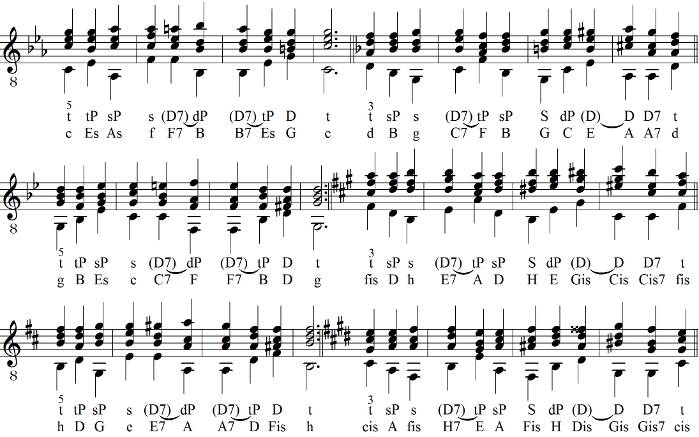 8
5 3
t tP sP s (D7) dP (D7) tP D t t sP s (D7) tP sP S dP (D) D D7 t
c Es As f F7 B B7 Es G c d B g C7 F B G C E A A7 d
8
5 3
t tP sP s (D7) dP (D7) tP D t t sP s (D7) tP sP S dP (D) D D7 t
g B Es c C7 F F7 B D g fis D h E7 A D H E Gis Cis Cis7 fis
8
5 3
t tP sP s (D7) dP (D7) tP D t t sP s (D7) tP sP S dP (D) D D7 t
h D G e E7 A A7 D Fis h cis A fis H7 E A Fis H Dis Gis Gis7 cis